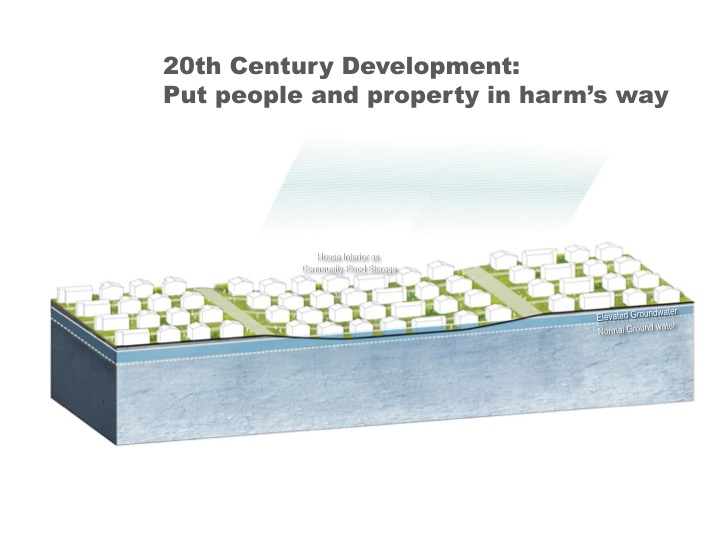 20th Century Development:
Put people and property in harm’s way
House Interior as
Community Food Storage
Elevated Groundwater
Normal Ground water